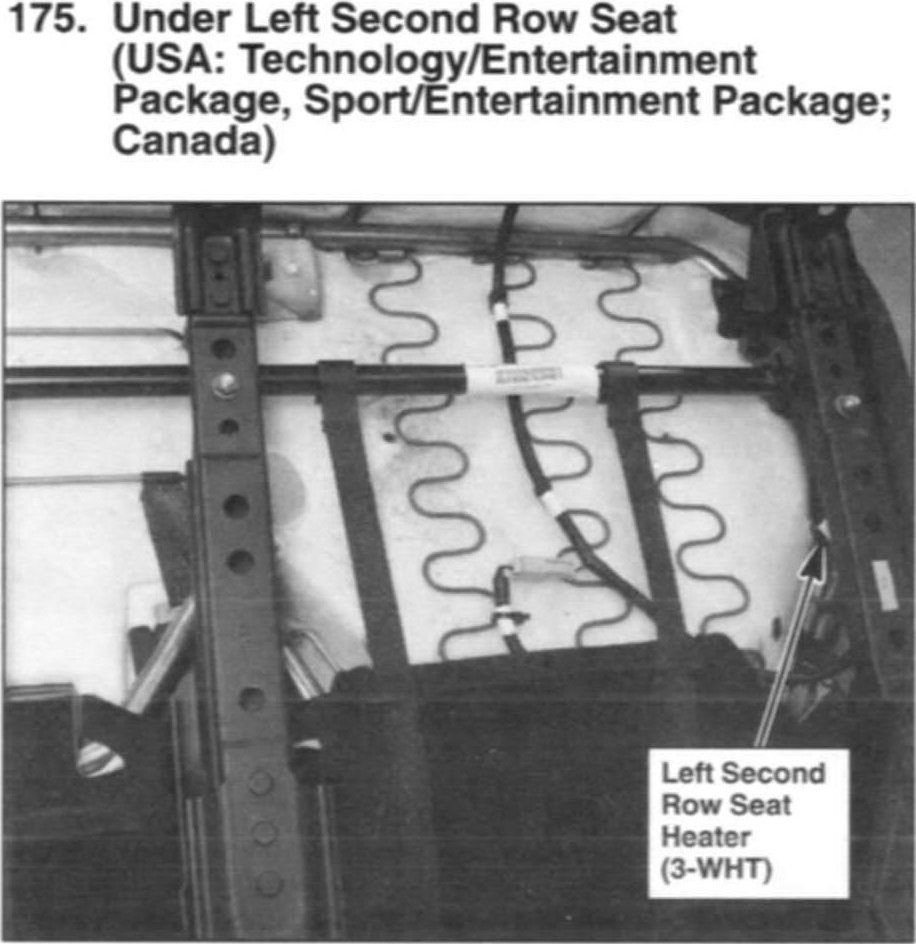 175. Under Left Second Row Seat
(USA: Technology/Entertainment
Package, Sport/Entertainment Package;
Canada)
Left Second
Row Seat
Heater
(3-WHT)